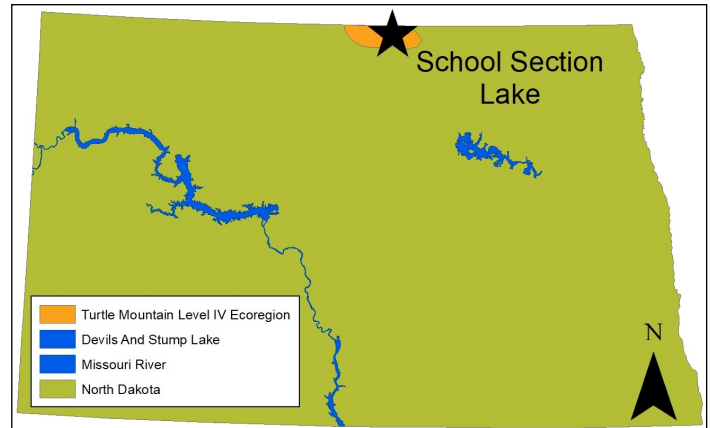 School Section
Lake
Turtle Mountain Level IV Ecoregion
Devils And Stump Lake
Missouri River
North Dakota
N